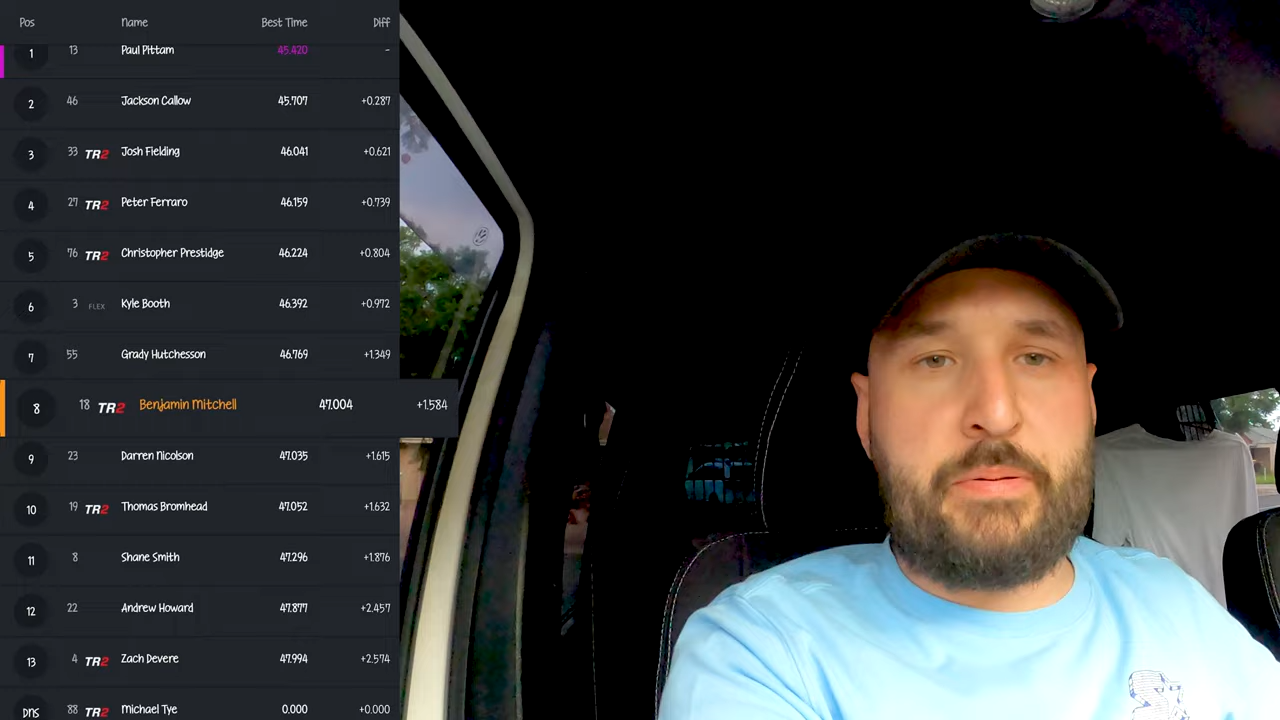 Pos Name Best Time Diff
1 13 Paul Pittam 45.420 -
2 46 Jackson Callow 45.707 +0.287
3 33 TR2 Josh Fielding 46.041 +0.621
4 27 TR2 Peter Ferraro 46.159 +0.739
5 76 TR2 Christopher Prestidge 46.224 +0.804
6 3 FLEX Kyle Booth 46.392 +0.972
7 55 Grady Hutchesson 46.769 +1.349
8 18 TR2 Benjamin Mitchell 47.004 +1.584
9 23 Darren Nicolson 47.035 +1.615
10 19 TR2 Thomas Bromhead 47.052 +1.632
11 8 Shane Smith 47.296 +1.876
12 22 Andrew Howard 47.877 +2.457
13 4 TR2 Zach Devere 47.994 +2.574
DNS 88 TR2 Michael Tye 0.000 +0.000